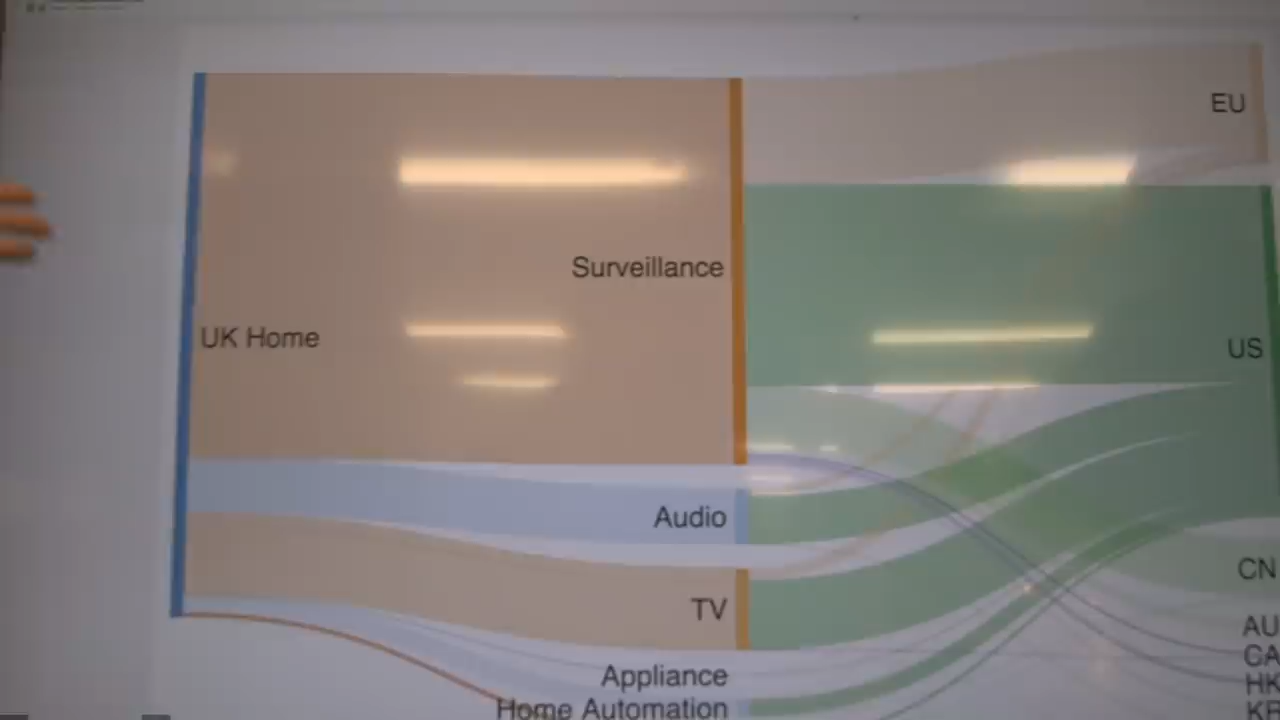 EU
Surveillance
UK Home
US
Audio
CN
TV
AU
CA
Appliance
HK
Home Automation